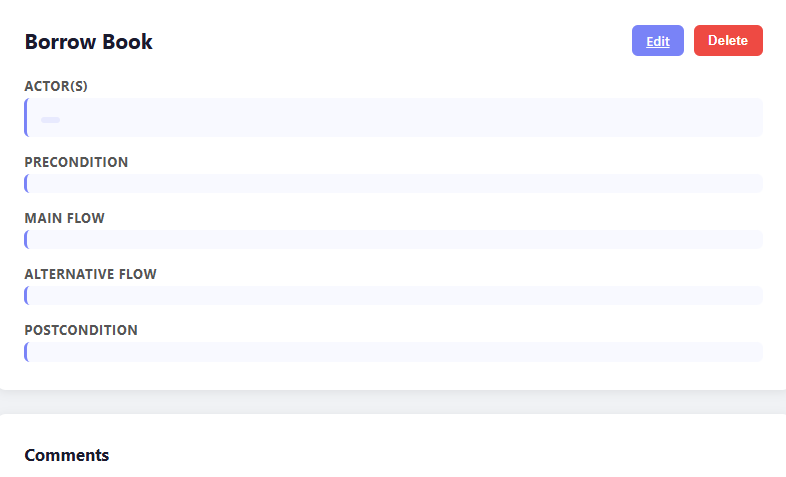 Borrow Book
Edit
Delete
ACTOR(S)
PRECONDITION
MAIN FLOW
ALTERNATIVE FLOW
POSTCONDITION
Comments